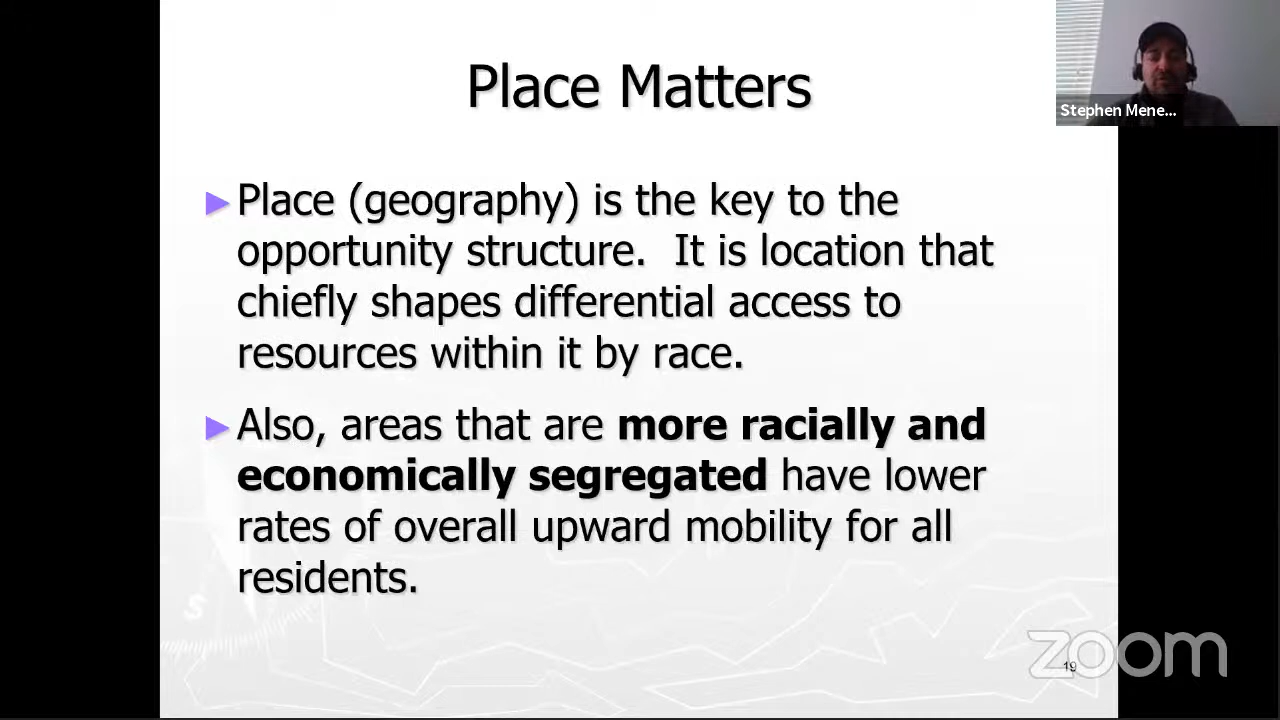 Place Matters
Stephen Mene...
►Place (geography) is the key to the
opportunity structure.  It is location that
chiefly shapes differential access to
resources within it by race.
►Also, areas that are more racially and
economically segregated have lower
rates of overall upward mobility for all
residents.
S
19
zoom